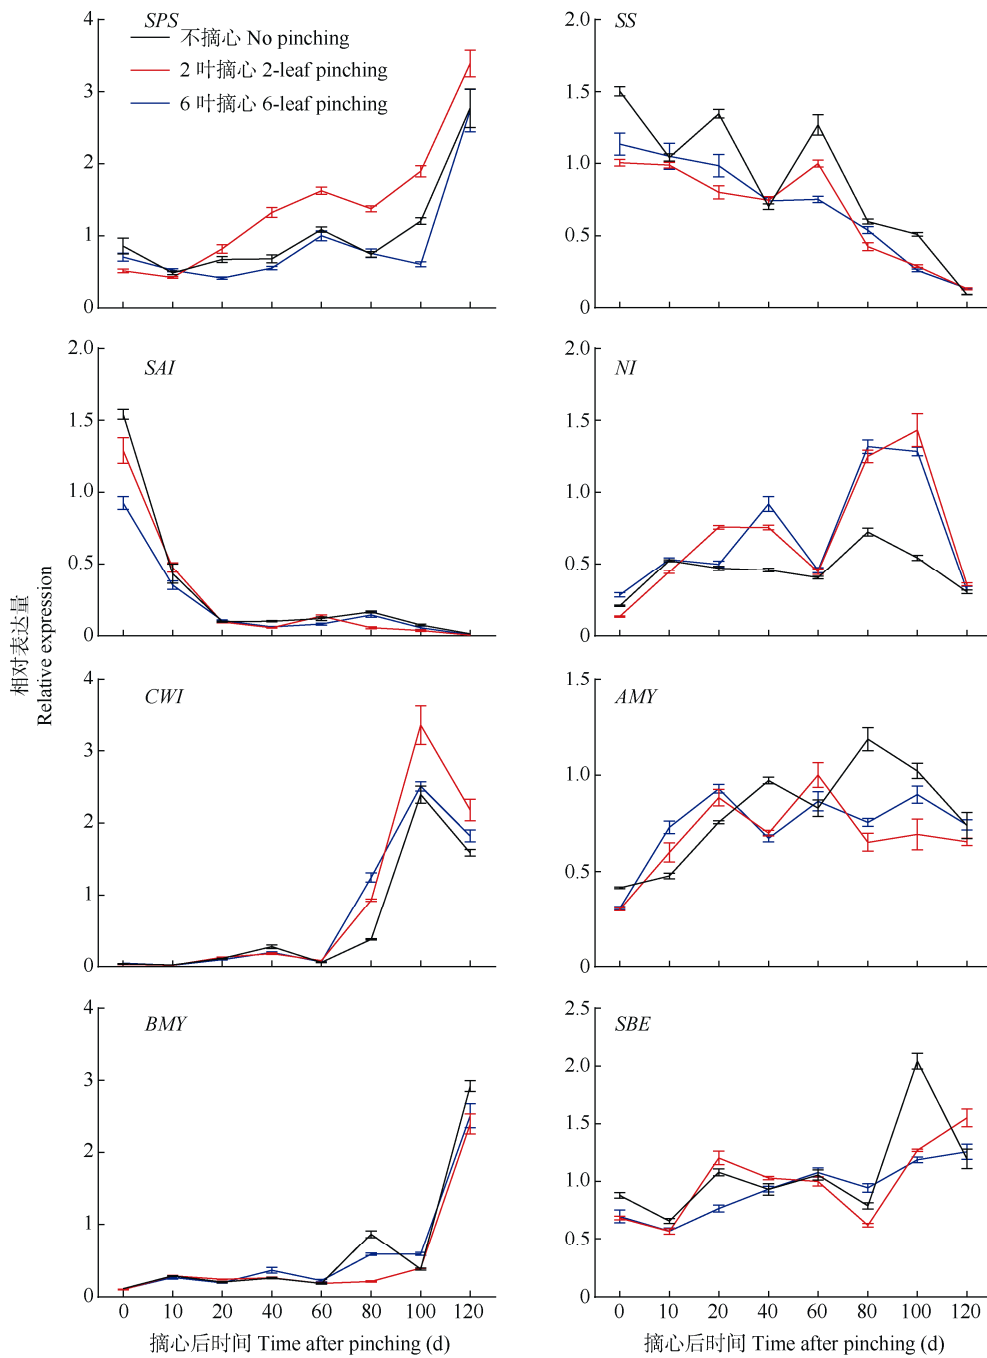 SPS
不摘心 No pinching
2 叶摘心 2-leaf pinching
6 叶摘心 6-leaf pinching
4
3
2
1
0
SS
2.0
1.5
1.0
0.5
0
SAI
2.0
1.5
1.0
0.5
0
NI
2.0
1.5
1.0
0.5
0
相对表达量
Relative expression
CWI
4
3
2
1
0
AMY
1.5
1.0
0.5
0
BMY
4
3
2
1
0
0 10 20 40 60 80 100 120
摘心后时间 Time after pinching (d)
SBE
2.5
2.0
1.5
1.0
0.5
0
0 10 20 40 60 80 100 120
摘心后时间 Time after pinching (d)